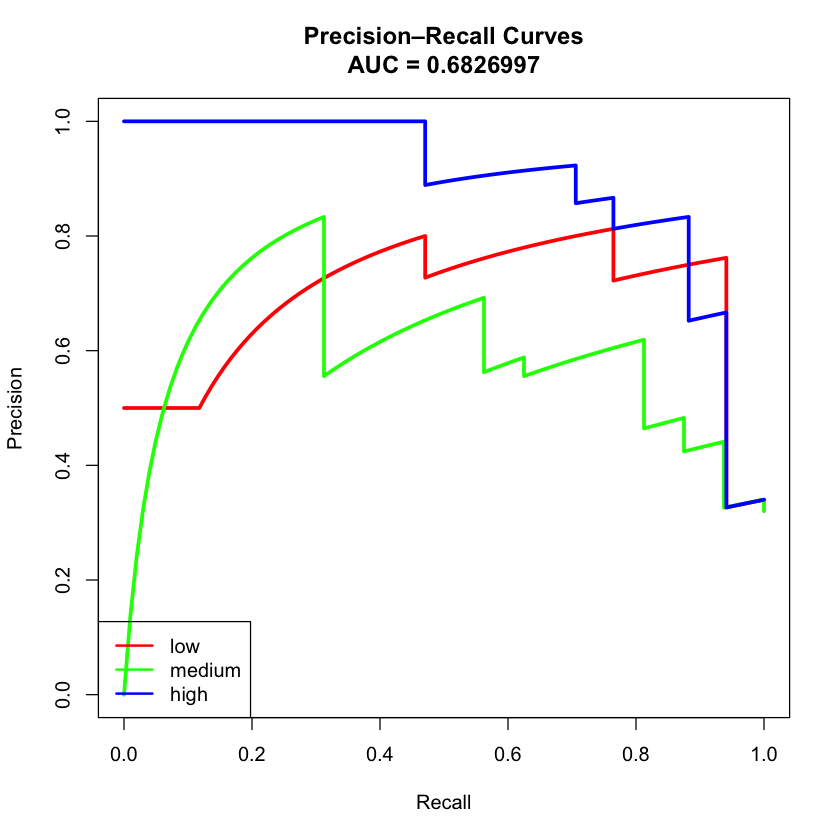 Precision–Recall Curves
AUC = 0.6826997
Precision
1.0
0.8
0.6
0.4
0.2
0.0
low
medium
high
0.0 0.2 0.4 0.6 0.8 1.0
Recall